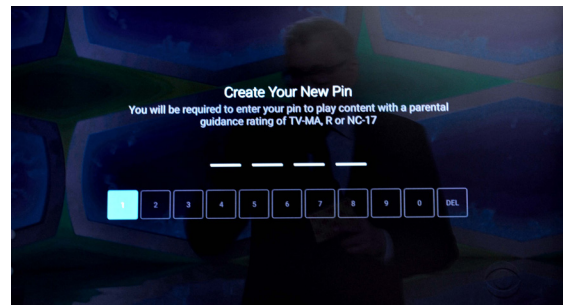 Create Your New Pin
You will be required to enter your pin to play content with a parental
guidance rating of TV-MA, R or NC-17
1 2 3 4 5 6 7 8 9 0 DEL